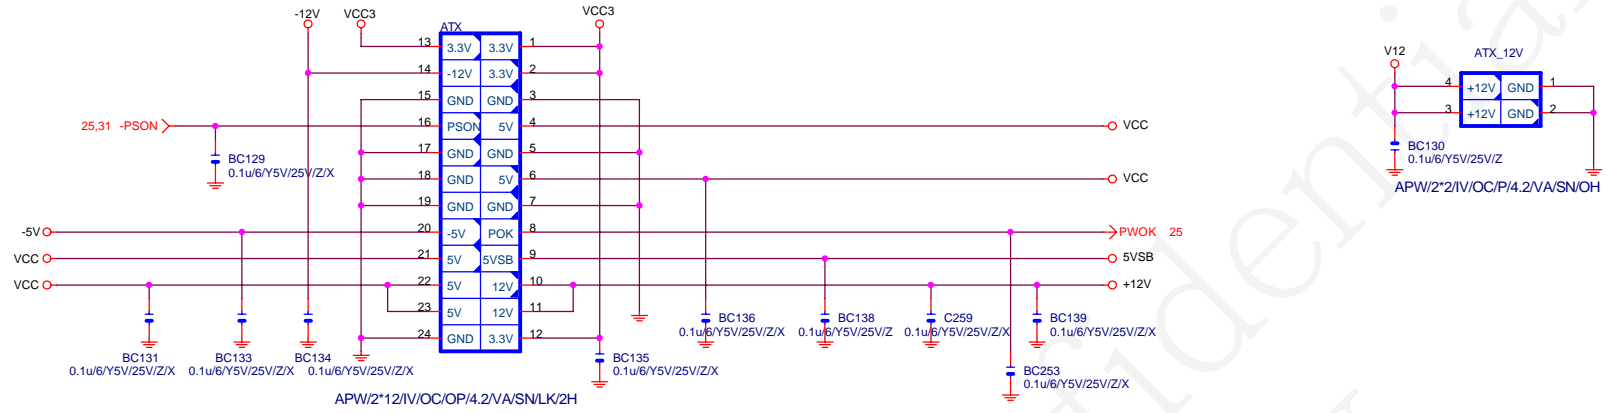 -12V VCC3 VCC3
ATX
13 3.3V 3.3V 1
14 -12V 3.3V 2
15 GND GND 3
25,31 -PSON 16 PSON 5V 4 VCC
17 GND GND 5
18 GND 5V 6 VCC
19 GND GND 7
-5V 20 -5V POK 8 PWOK 25
VCC 21 5V 5VSB 9 5VSB
VCC 22 5V 12V 10 +12V
23 5V 12V 11
24 GND 3.3V 12
BC129
0.1u/6/Y5V/25V/Z/X
BC131
0.1u/6/Y5V/25V/Z/X
BC133
0.1u/6/Y5V/25V/Z/X
BC134
0.1u/6/Y5V/25V/Z/X
BC135
0.1u/6/Y5V/25V/Z/X
BC136
0.1u/6/Y5V/25V/Z/X
BC138
0.1u/6/Y5V/25V/Z
C259
0.1u/6/Y5V/25V/Z/X
BC139
0.1u/6/Y5V/25V/Z/X
BC253
0.1u/6/Y5V/25V/Z/X
APW/2*12/IV/OC/OP/4.2/VA/SN/LK/2H
V12
ATX_12V
4 +12V GND 1
3 +12V GND 2
BC130
0.1u/6/Y5V/25V/Z
APW/2*2/IV/OC/P/4.2/VA/SN/OH